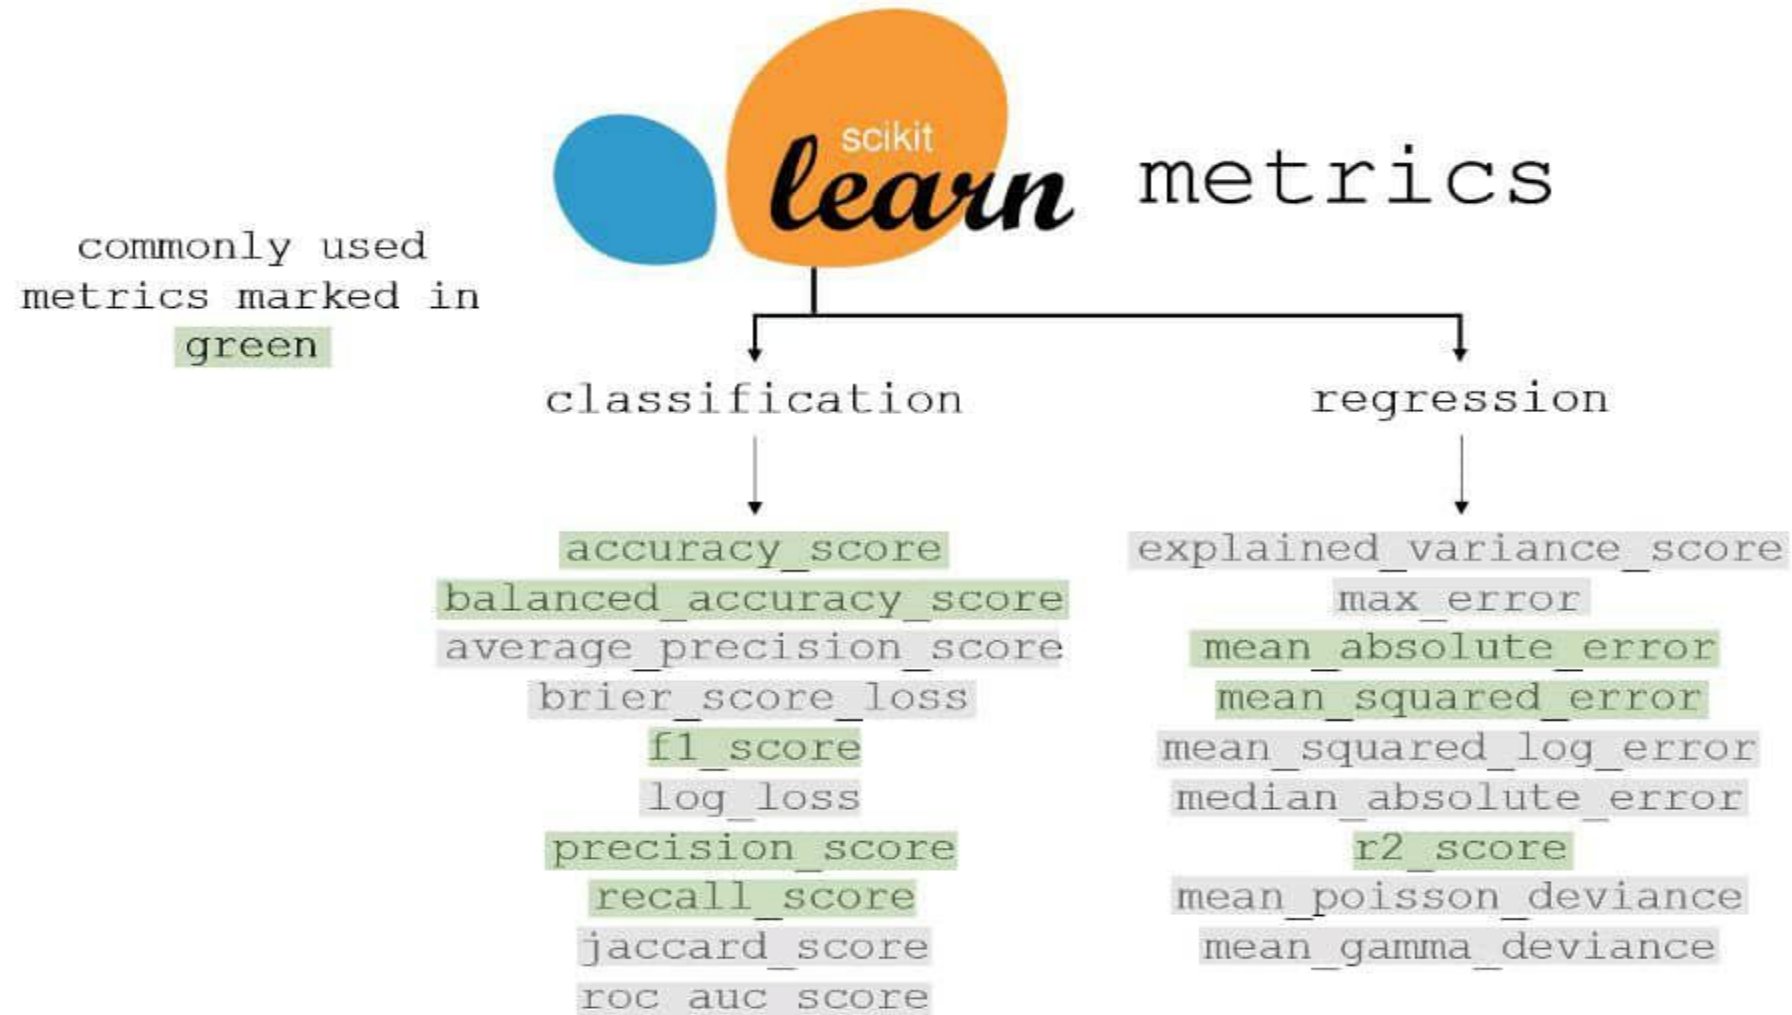 scikit
learn metrics
commonly used
metrics marked in
green
classification
regression
accuracy_score
balanced_accuracy_score
average_precision_score
brier_score_loss
f1_score
log_loss
precision_score
recall_score
jaccard_score
roc_auc_score
explained_variance_score
max_error
mean_absolute_error
mean_squared_error
mean_squared_log_error
median_absolute_error
r2_score
mean_poisson_deviance
mean_gamma_deviance